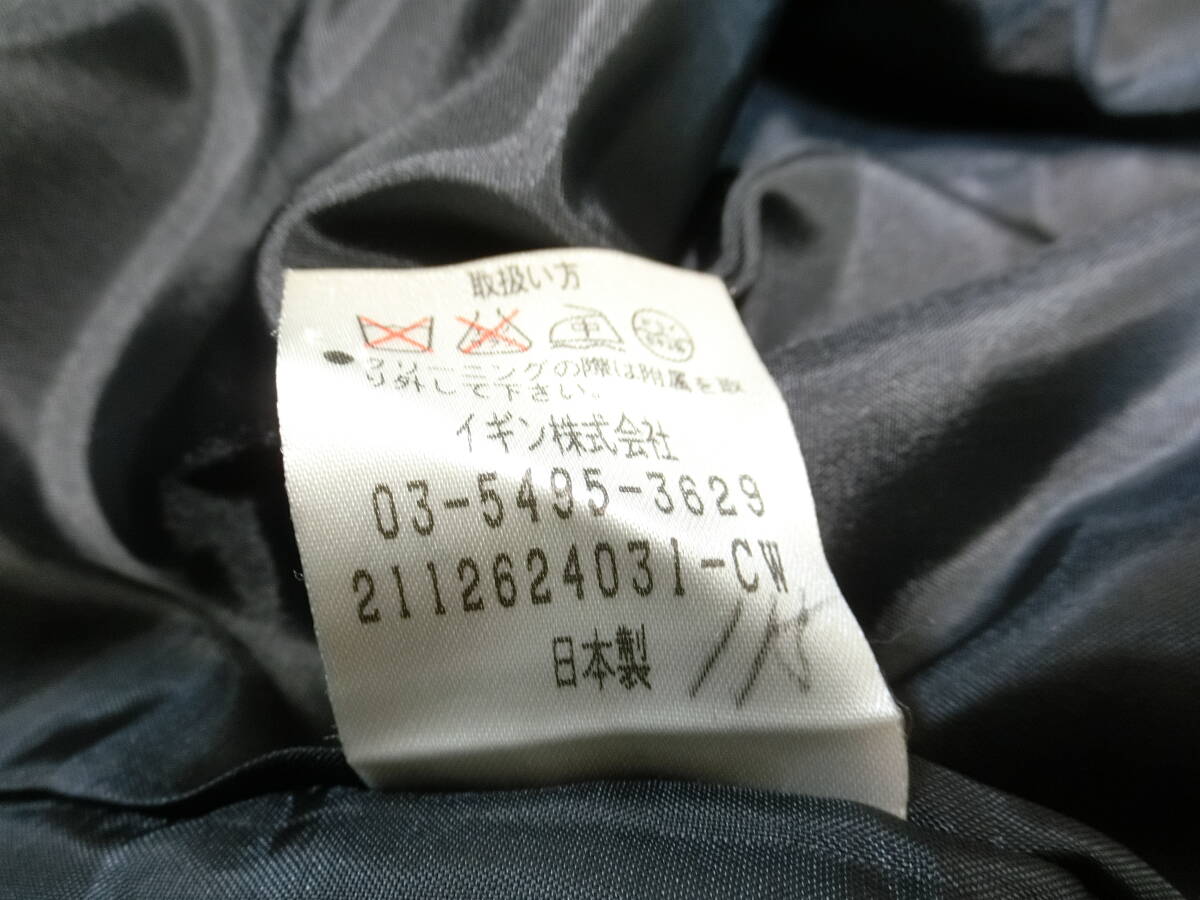 取扱い方
中
クリーニングの際は附属を取
り外して下さい。
イギン株式会社
03-5495-3629
2112624031-CW
日本製